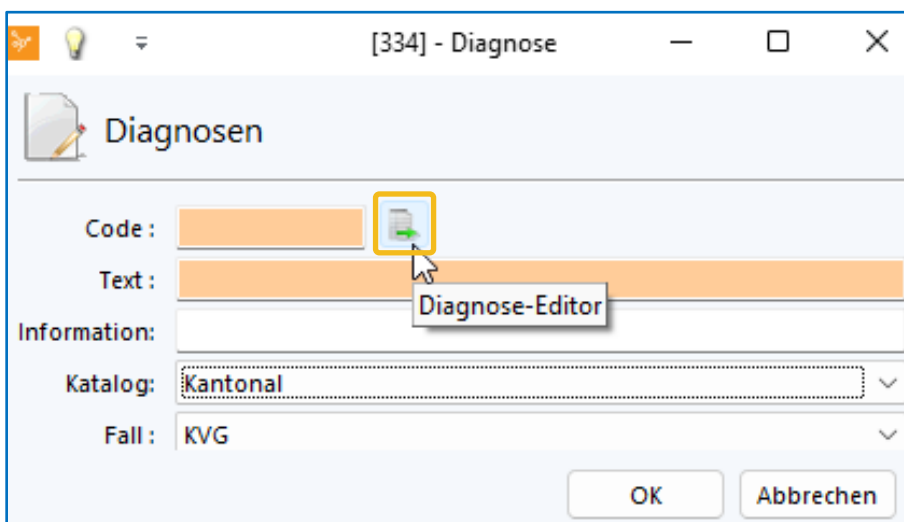 [334] - Diagnose
Diagnosen
Code :
Text :
Diagnose-Editor
Information:
Katalog: Kantonal
Fall : KVG
OK Abbrechen